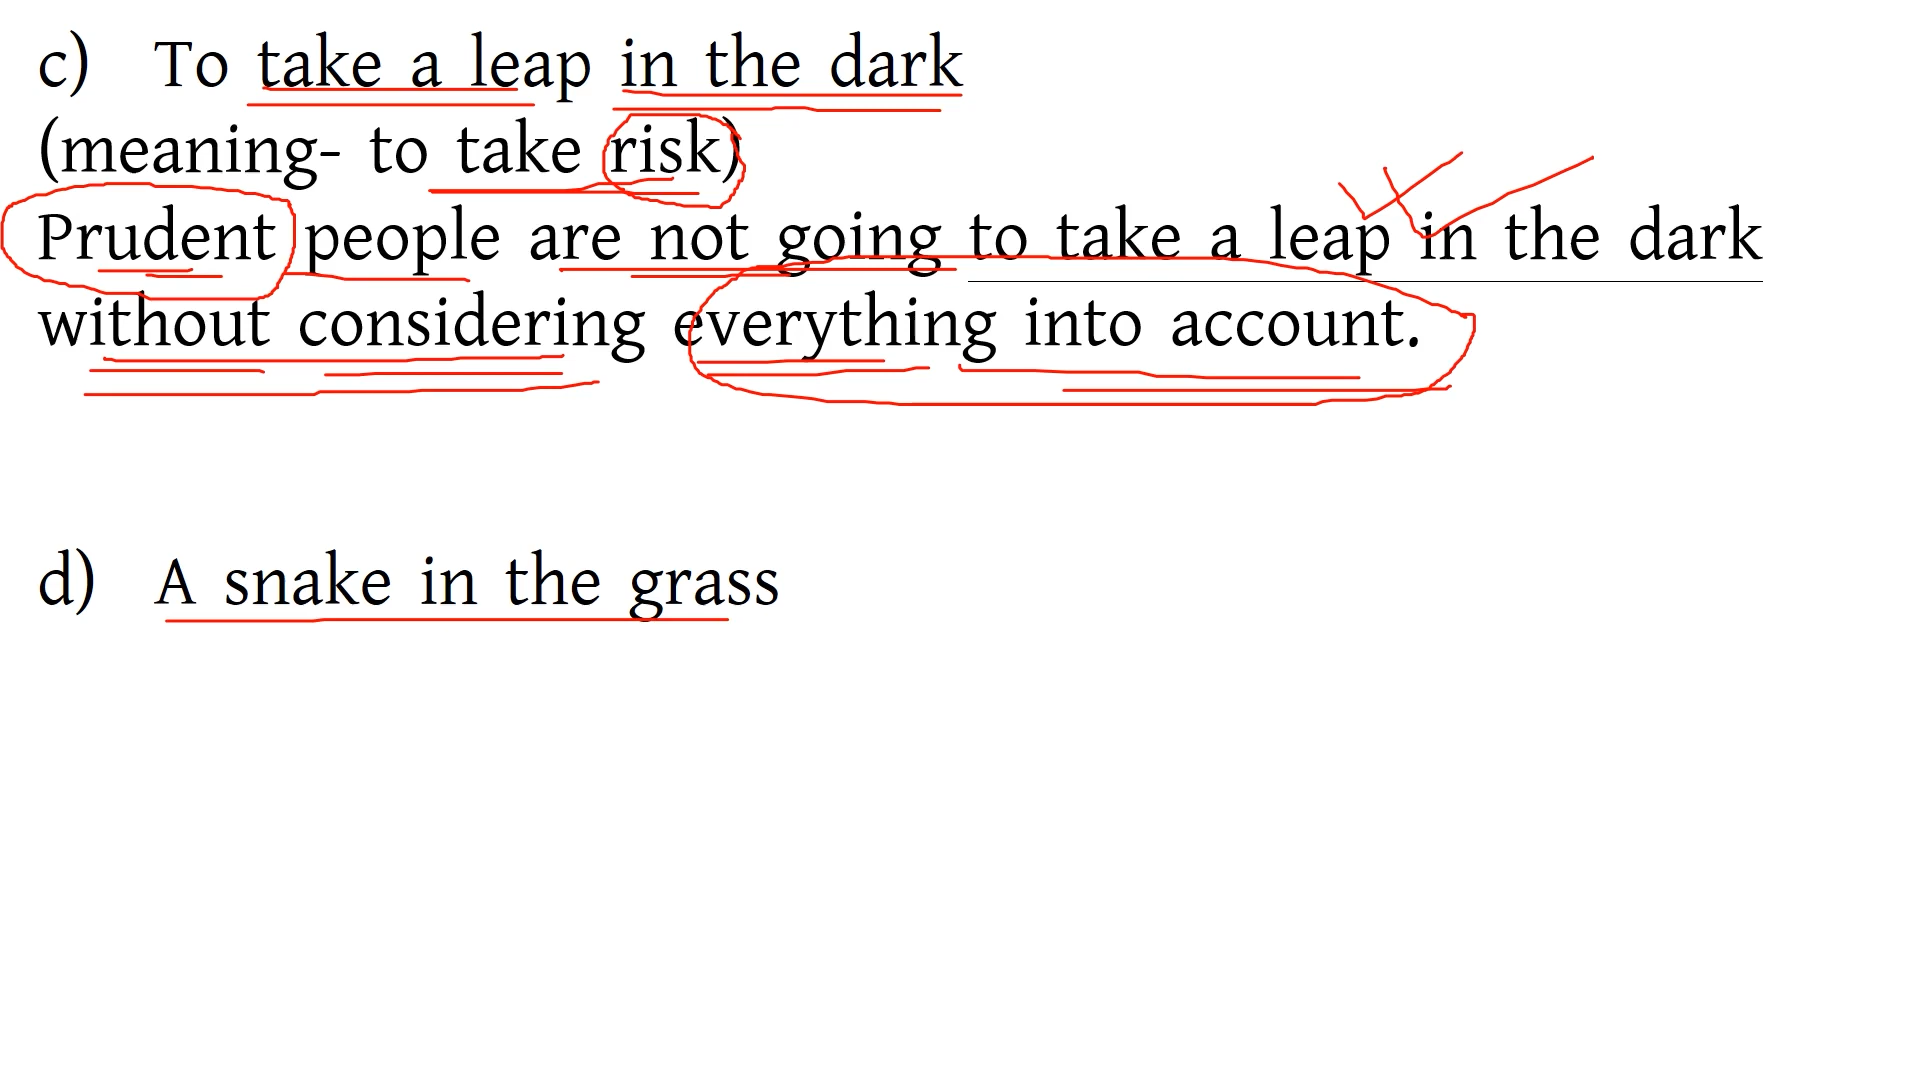 c) To take a leap in the dark
(meaning- to take risk)
Prudent people are not going to take a leap in the dark
without considering everything into account.
d) A snake in the grass